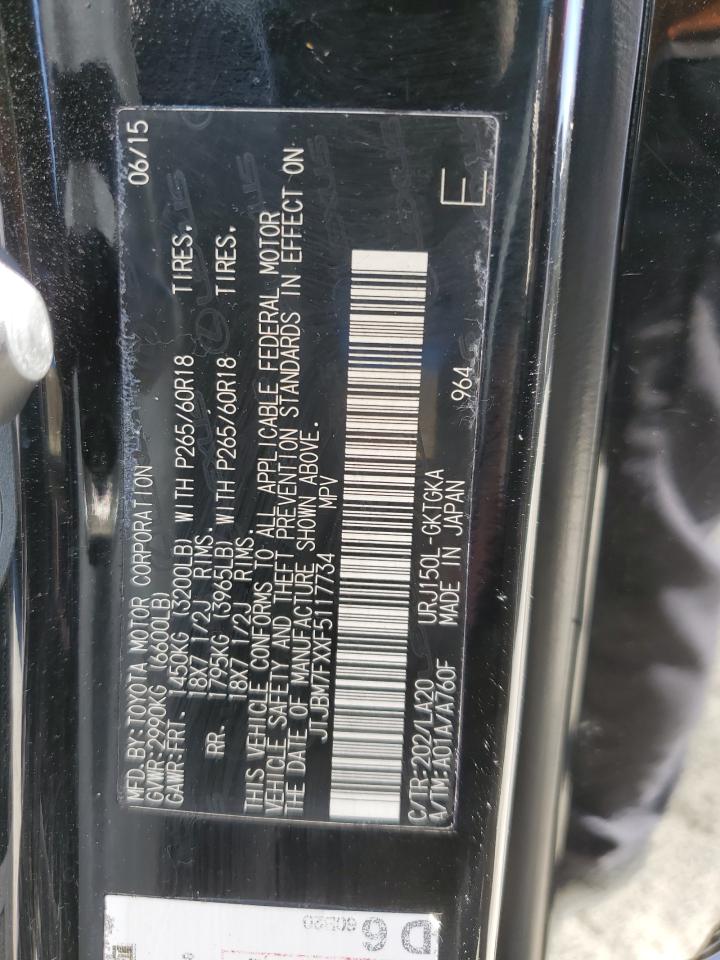 MFD.BY:TOYOTA MOTOR CORPORATION 06/15
GVWR:2990KG (6600LB)
GAWR:FRT. 1450KG (3200LB) WITH P265/60R18 TIRES,
18X7 1/2J RIMS.
RR. 1795KG (3965LB) WITH P265/60R18 TIRES,
18X7 1/2J RIMS.
THIS VEHICLE CONFORMS TO ALL APPLICABLE FEDERAL MOTOR
VEHICLE SAFETY AND THEFT PREVENTION STANDARDS IN EFFECT ON
THE DATE OF MANUFACTURE SHOWN ABOVE.
JTJBM7FXXF5117734 MPV
C/TR:202/LA20 URJ150L-GKTGKA
A/TM:A01A/A760F MADE IN JAPAN 964
E
D6